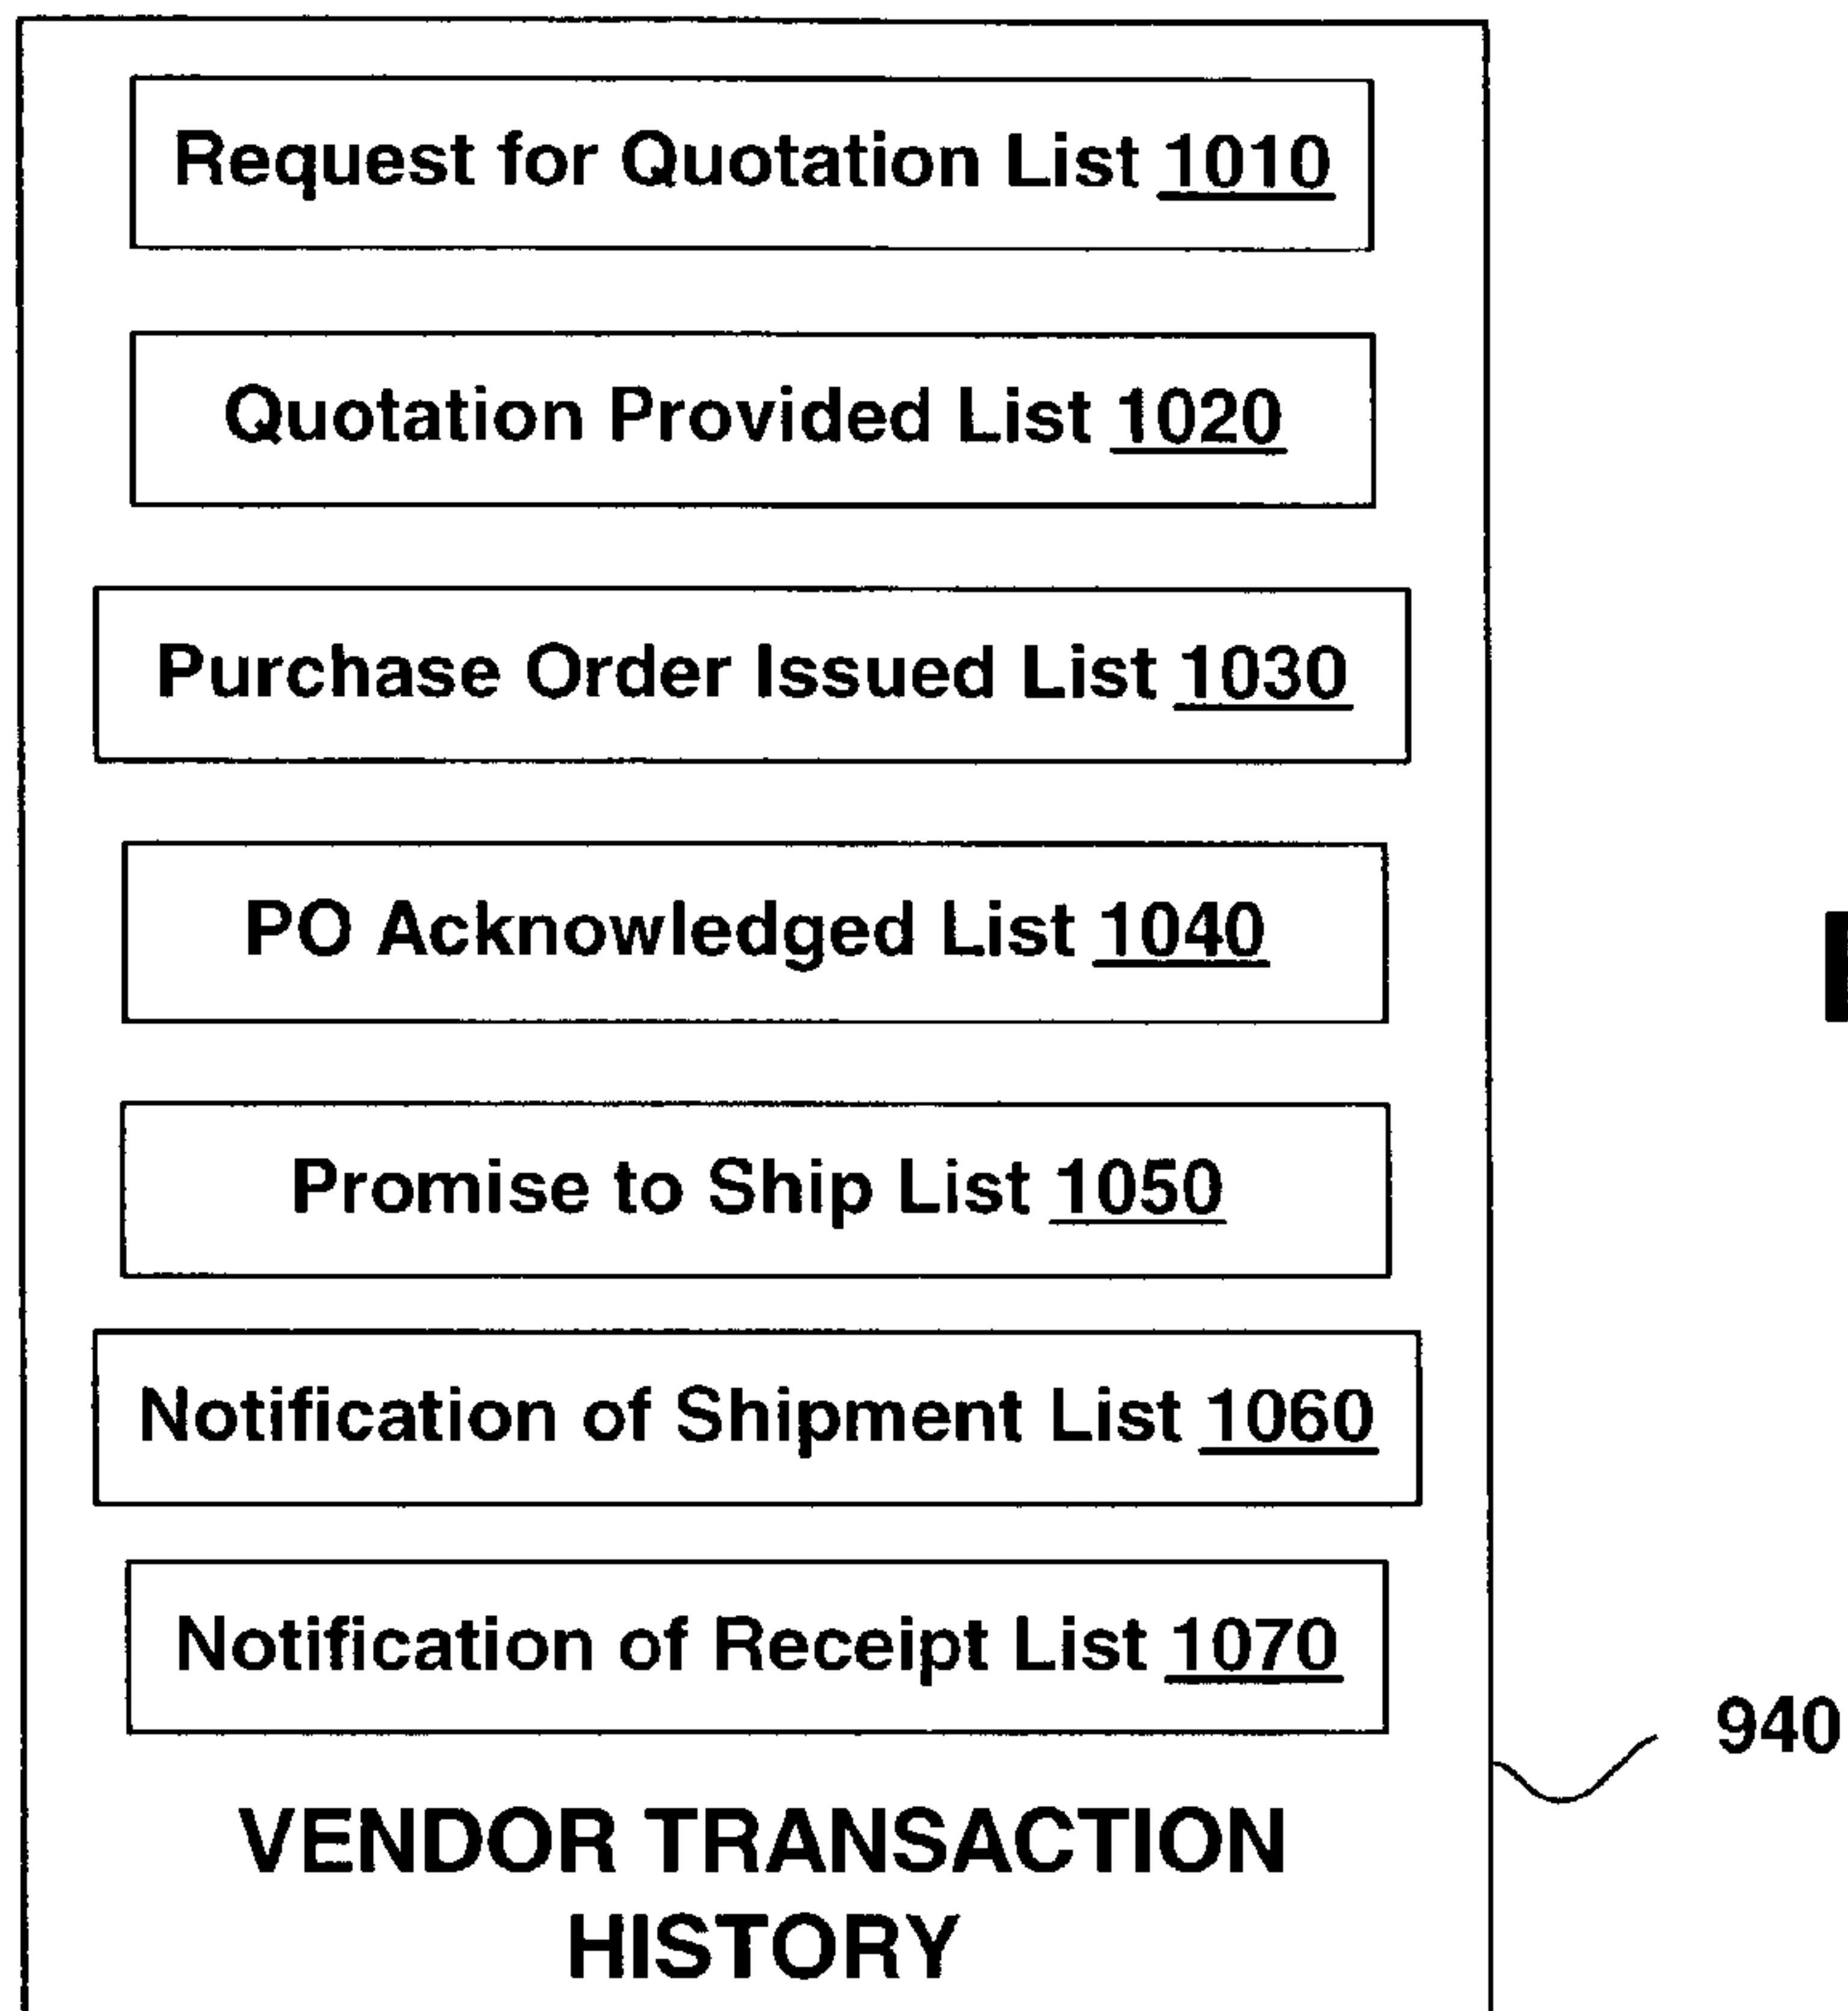 Request for Quotation List 1010
Quotation Provided List 1020
Purchase Order Issued List 1030
PO Acknowledged List 1040
Promise to Ship List 1050
Notification of Shipment List 1060
Notification of Receipt List 1070
940
VENDOR TRANSACTION
HISTORY